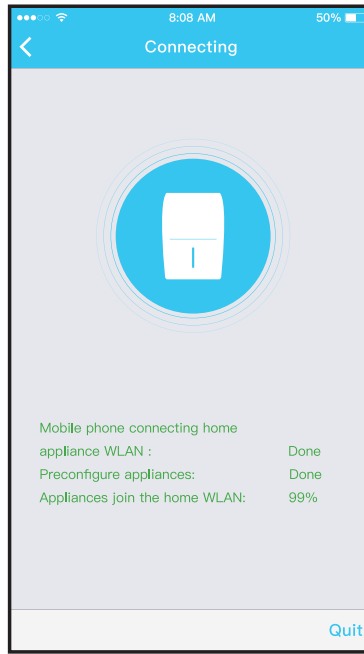 8:08 AM 50%
Connecting
Mobile phone connecting home
appliance WLAN : Done
Preconfigure appliances: Done
Appliances join the home WLAN: 99%
Quit